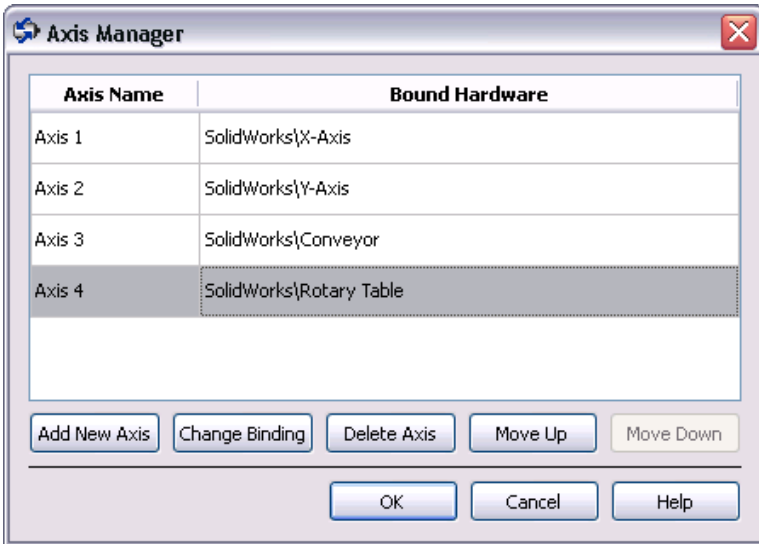 Axis Manager
Axis Name Bound Hardware
Axis 1 SolidWorks\X-Axis
Axis 2 SolidWorks\Y-Axis
Axis 3 SolidWorks\Conveyor
Axis 4 SolidWorks\Rotary Table
Add New Axis Change Binding Delete Axis Move Up Move Down
OK Cancel Help